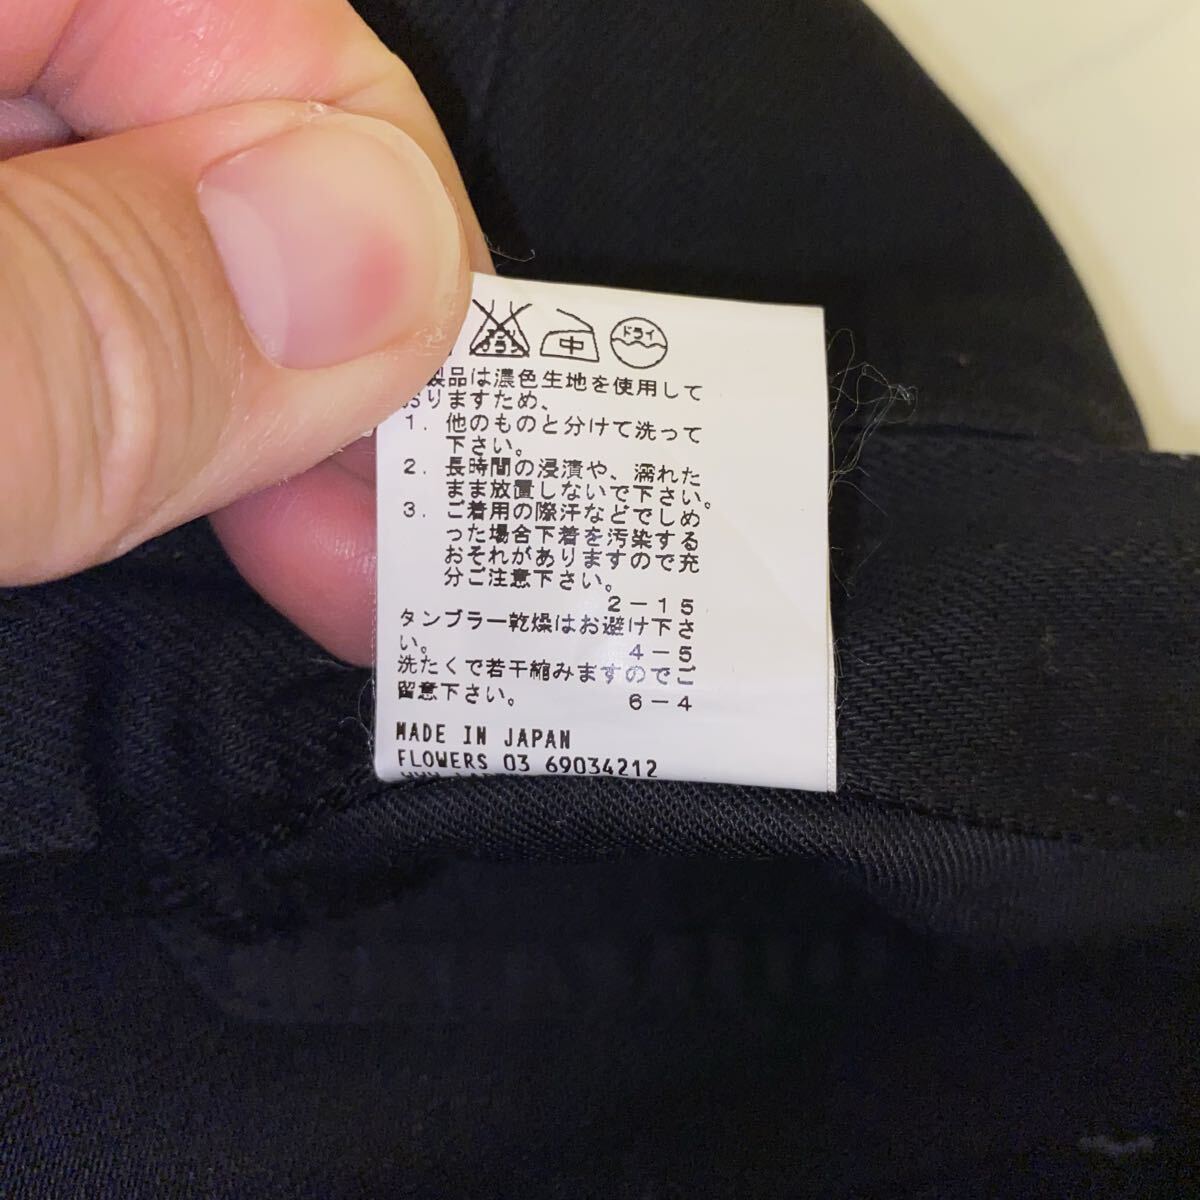 エンソ
サラシ
中
ドライ
製品は濃色生地を使用して
おりますため、
1. 他のものと分けて洗って
下さい。
2. 長時間の浸漬や、濡れた
まま放置しないで下さい。
3. ご着用の際汗などでしめ
った場合下着を汚染する
おそれがありますので充
分ご注意下さい。
2-15
タンブラー乾燥はお避け下さ
い。
4-5
洗たくで若干縮みますのでご
留意下さい。 6-4
MADE IN JAPAN
FLOWERS 03 69034212